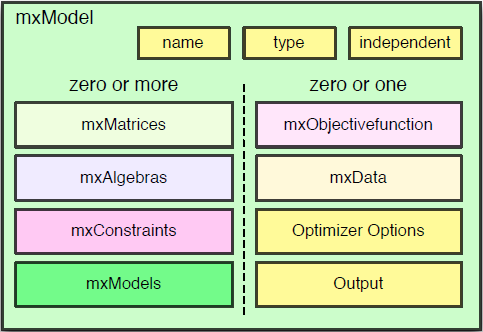 mxModel
name type independent
zero or more zero or one
mxMatrices mxObjectivefunction
mxAlgebras mxData
mxConstraints Optimizer Options
mxModels Output